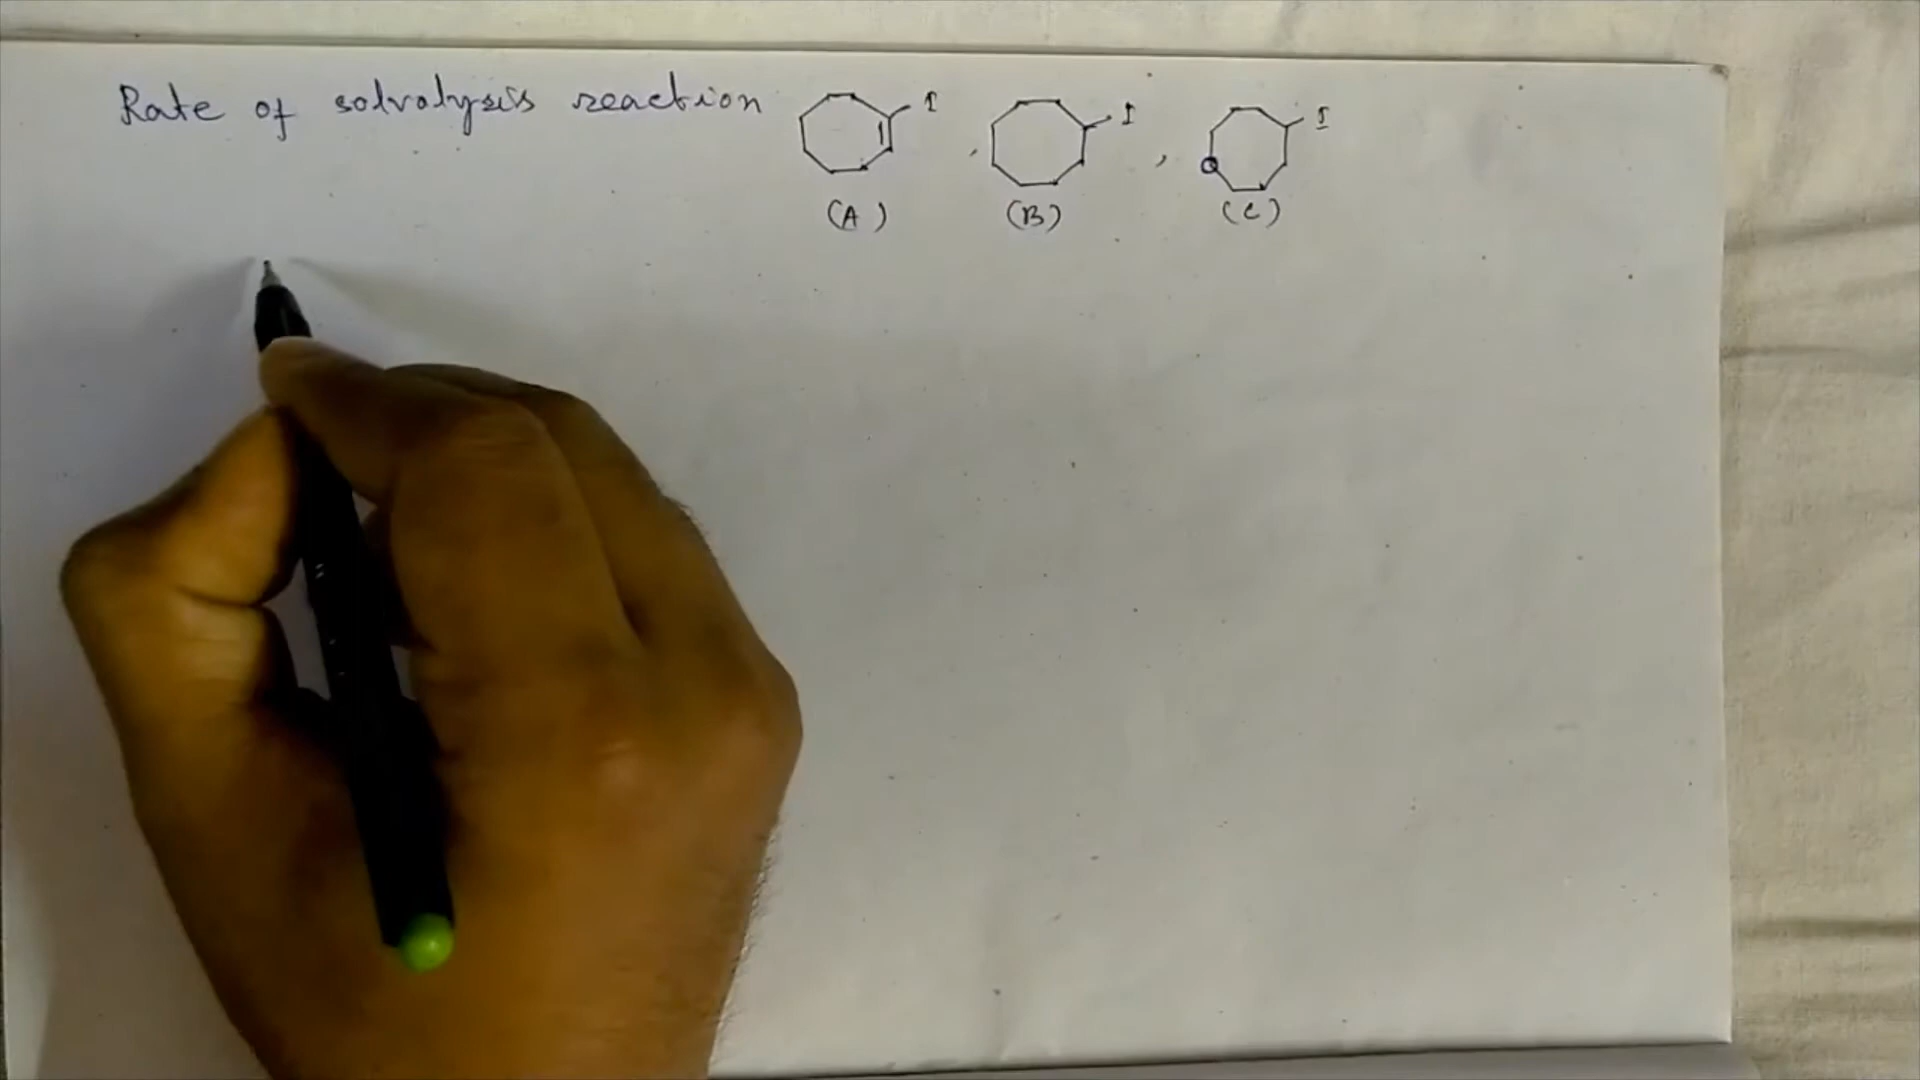 Rate of solvolysis reaction I , I , O I
(A) (B) (C)